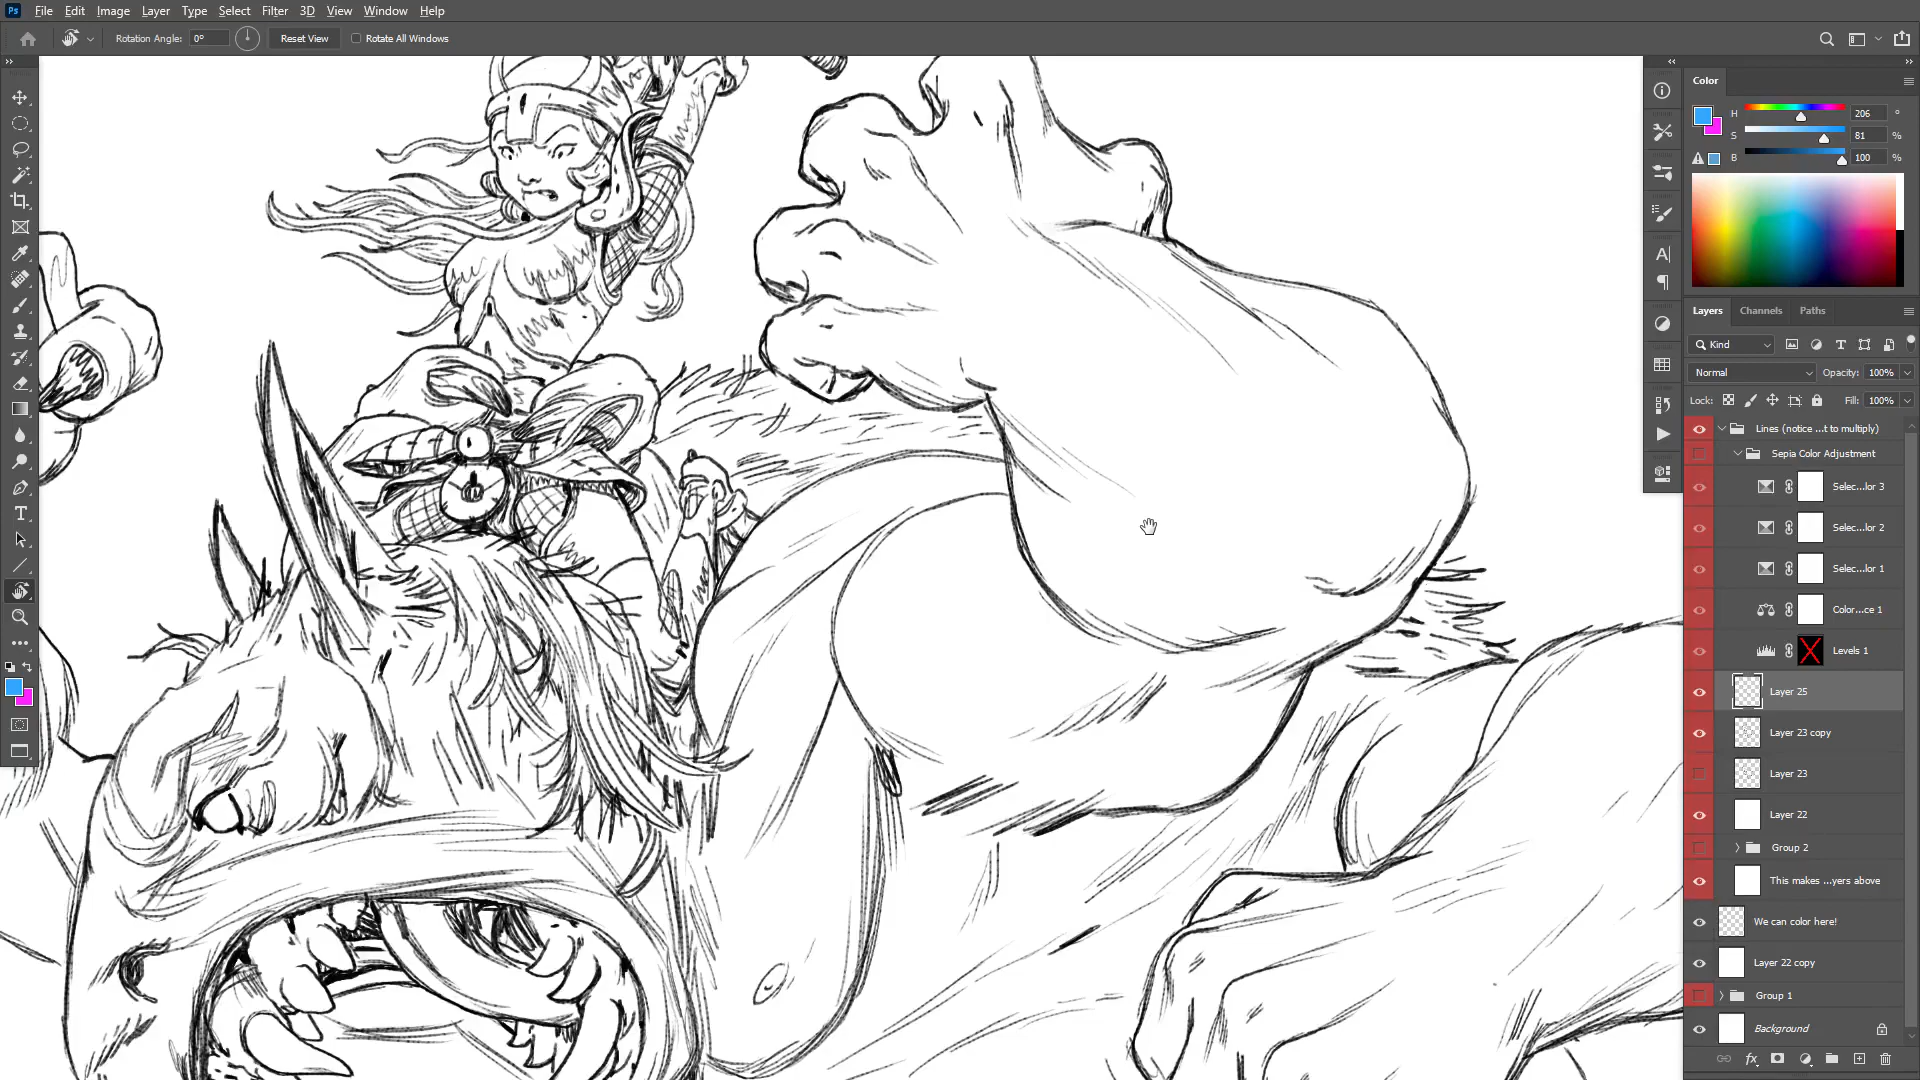 Ps File Edit Image Layer Type Select Filter 3D View Window Help
Rotation Angle: 0° Reset View Rotate All Windows
Color
H 206 °
S 81 %
B 100 %
Layers Channels Paths
Kind
Normal Opacity: 100%
Lock: Fill: 100%
Lines (notice ...t to multiply)
Sepia Color Adjustment
Selec...lor 3
Selec...lor 2
Selec...lor 1
Color...ce 1
Levels 1
Layer 25
Layer 23 copy
Layer 23
Layer 22
Group 2
This makes ...yers above
We can color here!
Layer 22 copy
Group 1
Background
fx